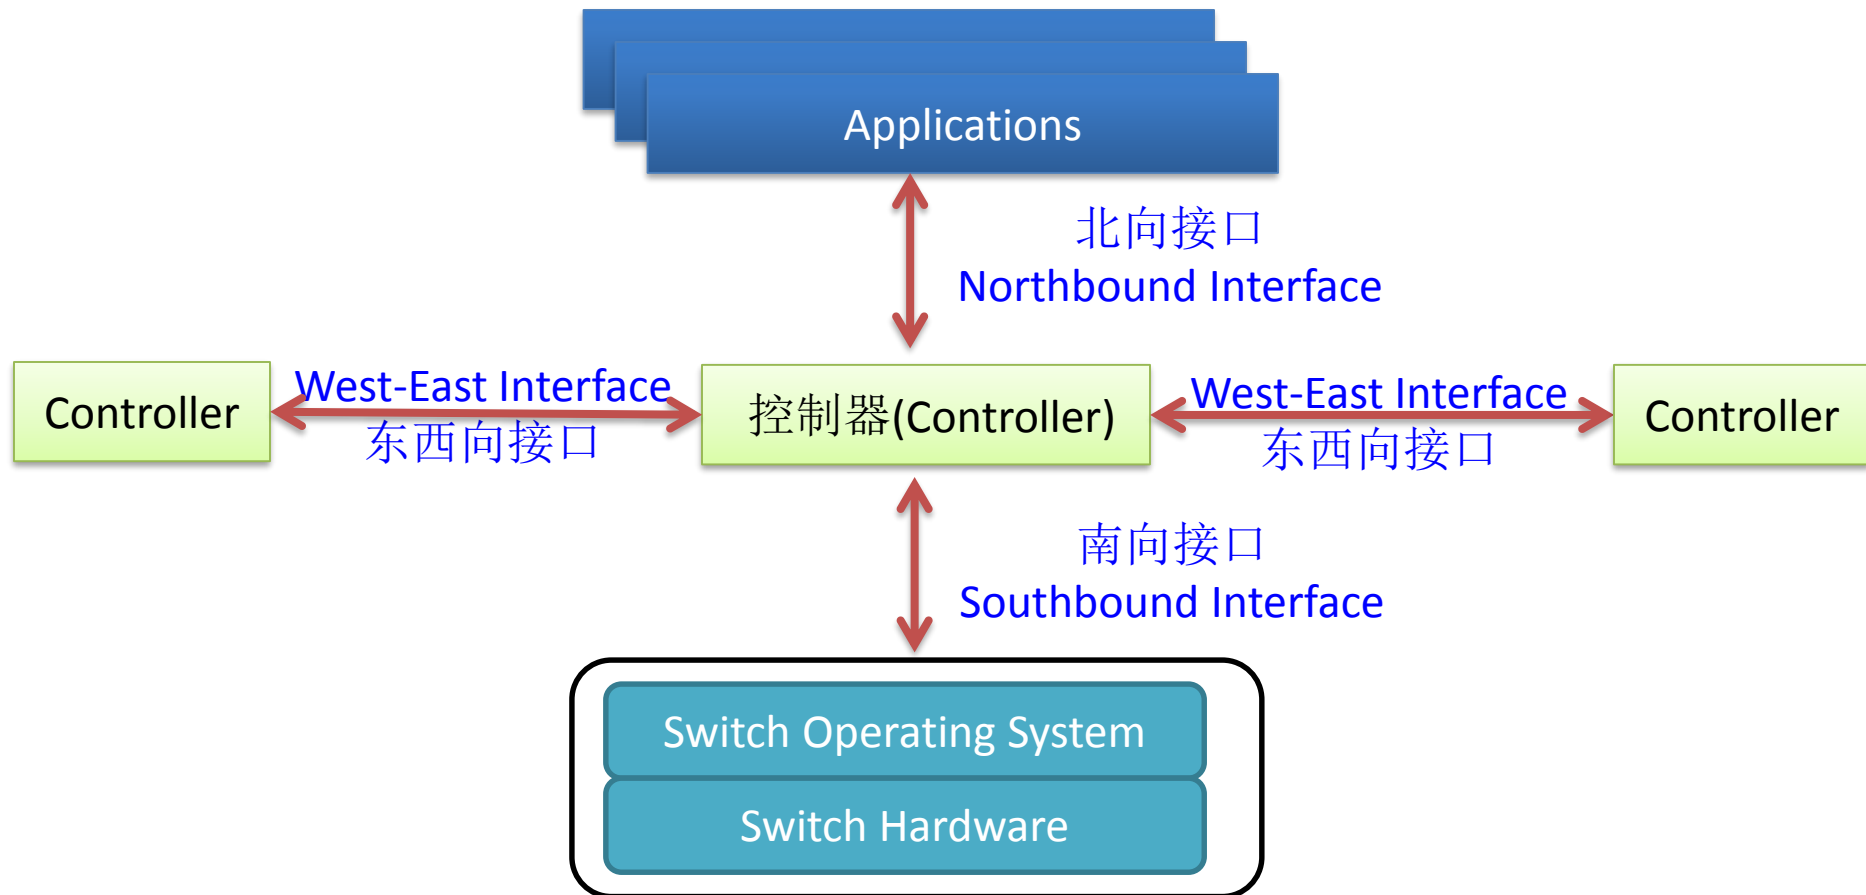 Applications
北向接口
Northbound Interface
Controller
West-East Interface
东西向接口
控制器(Controller)
West-East Interface
东西向接口
Controller
南向接口
Southbound Interface
Switch Operating System
Switch Hardware